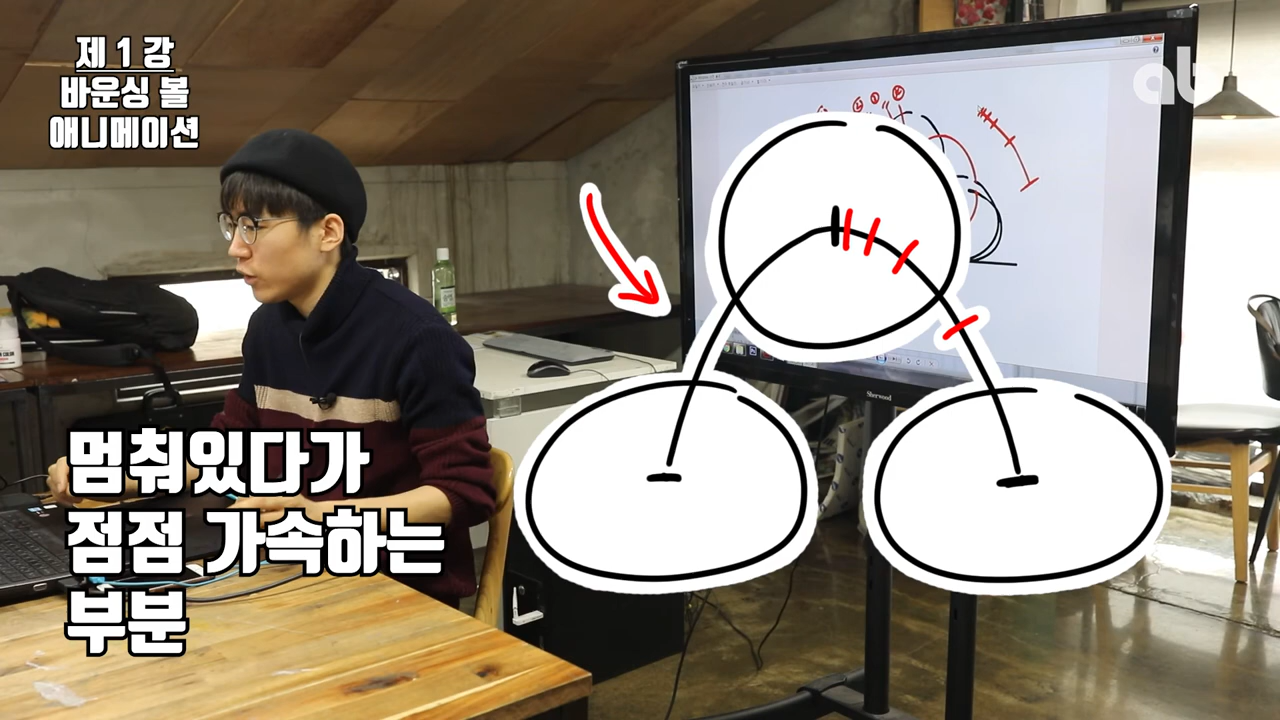 제 1 강
바운싱 볼
애니메이션
멈춰있다가
점점 가속하는
부분
Sherwood